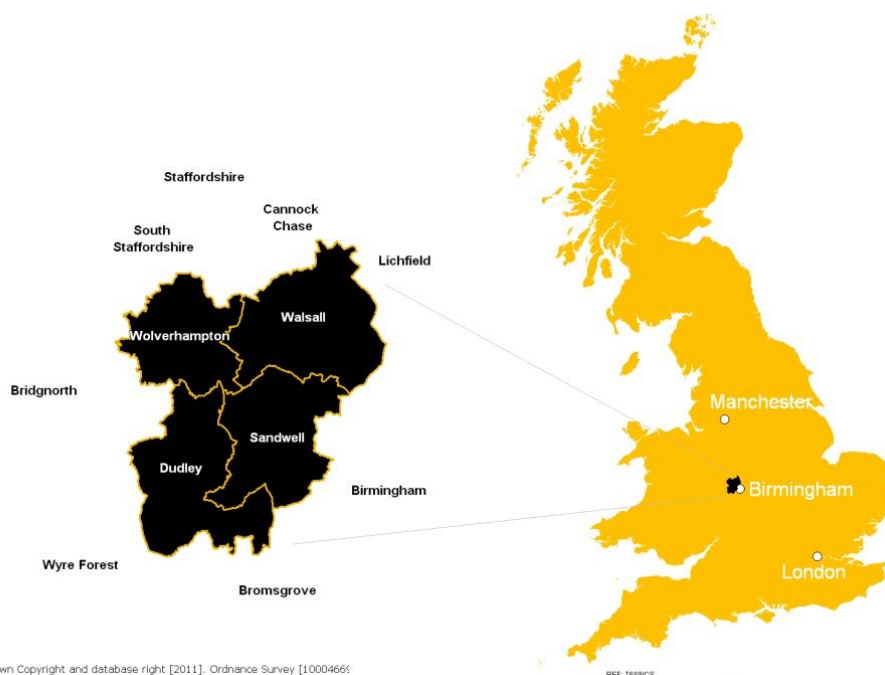 Staffordshire
Cannock
Chase
South
Staffordshire
Lichfield
Walsall
Wolverhampton
Bridgnorth
Manchester
Sandwell
Dudley
Birmingham
Birmingham
London
Wyre Forest
Bromsgrove
wn Copyright and database right [2011]. Ordnance Survey [10004669